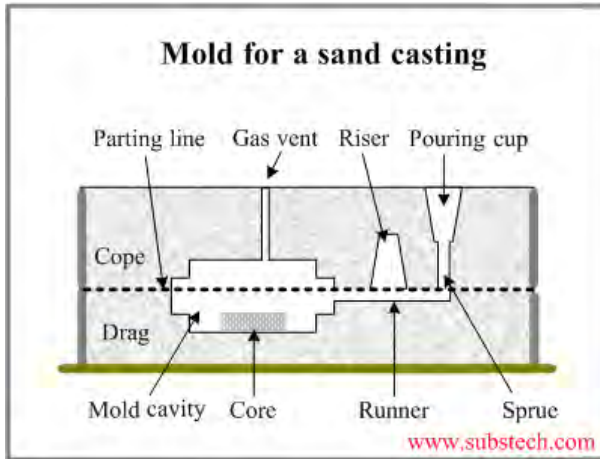 Mold for a sand casting
Parting line Gas vent Riser Pouring cup
Cope
Drag
Mold cavity Core Runner Sprue
www.substech.com